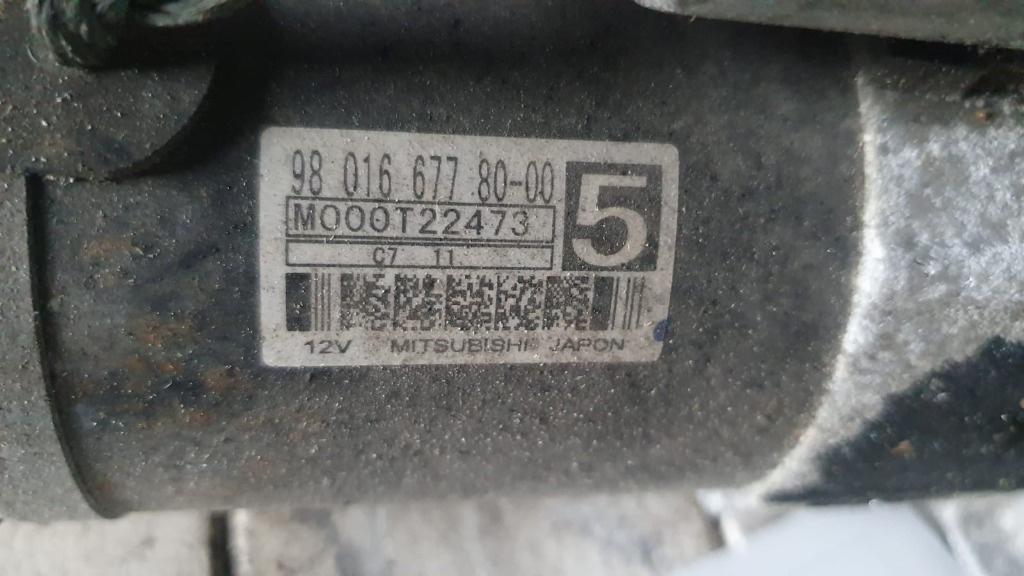 98 016 677 80-00
5
M000T22473
C7 11
12V MITSUBISHI JAPON